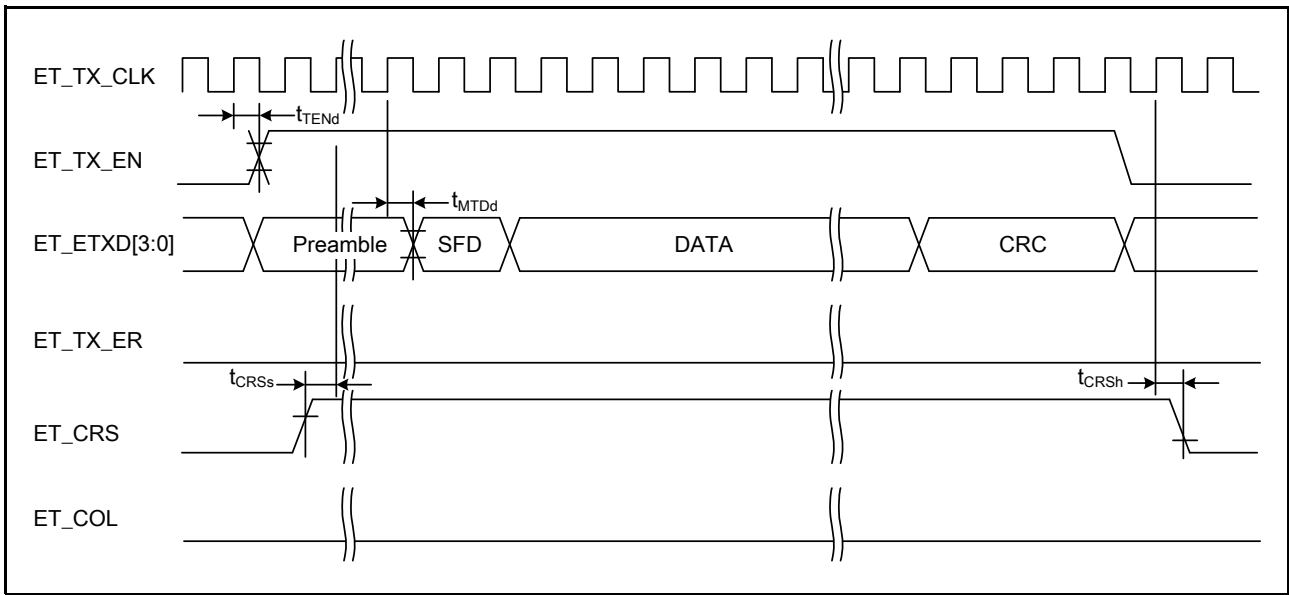 ET_TX_CLK
tTENd
ET_TX_EN
tMTDd
ET_ETXD[3:0]
Preamble
SFD
DATA
CRC
ET_TX_ER
tCRSs
tCRSh
ET_CRS
ET_COL